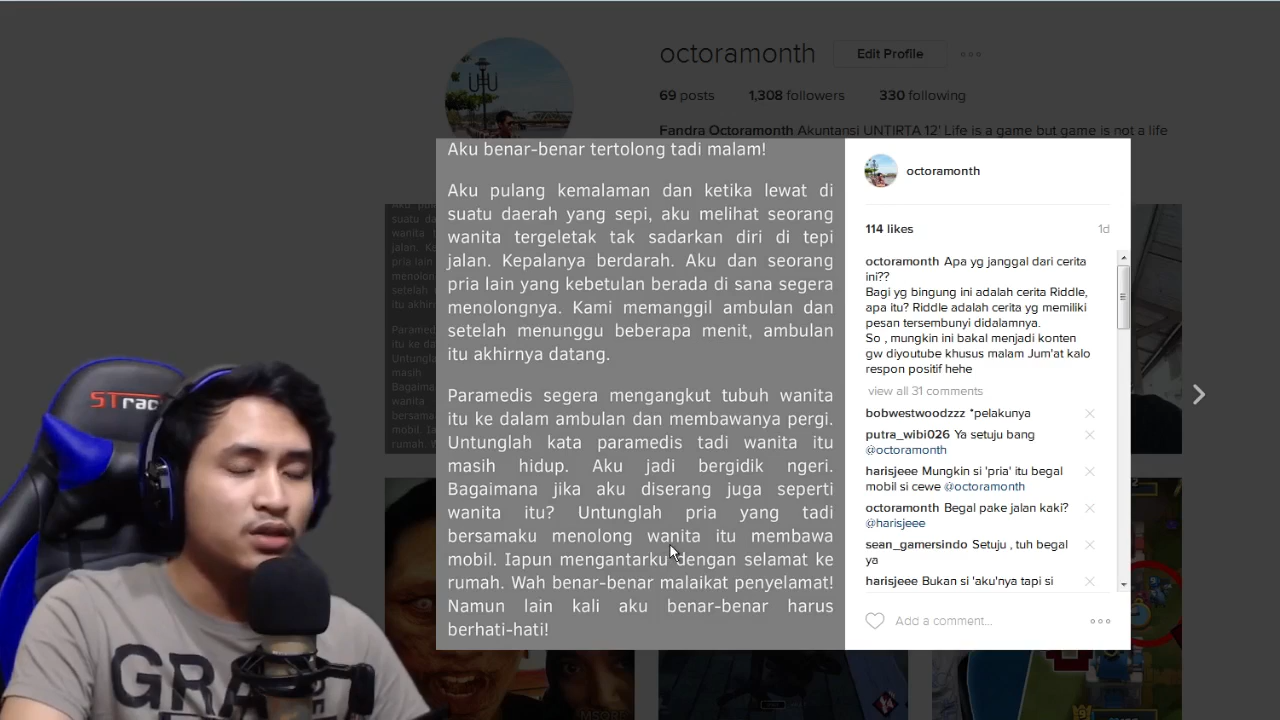 octoramonth
Edit Profile
69 posts 1,308 followers 330 following
Fandra Octoramonth Akuntansi UNTIRTA 12' Life is a game but game is not a life
Aku benar-benar tertolong tadi malam!
Aku pulang kemalaman dan ketika lewat di
suatu daerah yang sepi, aku melihat seorang
wanita tergeletak tak sadarkan diri di tepi
jalan. Kepalanya berdarah. Aku dan seorang
pria lain yang kebetulan berada di sana segera
menolongnya. Kami memanggil ambulan dan
setelah menunggu beberapa menit, ambulan
itu akhirnya datang.
Paramedis segera mengangkut tubuh wanita
itu ke dalam ambulan dan membawanya pergi.
Untunglah kata paramedis tadi wanita itu
masih hidup. Aku jadi bergidik ngeri.
Bagaimana jika aku diserang juga seperti
wanita itu? Untunglah pria yang tadi
bersamaku menolong wanita itu membawa
mobil. Iapun mengantarku dengan selamat ke
rumah. Wah benar-benar malaikat penyelamat!
Namun lain kali aku benar-benar harus
berhati-hati!
octoramonth
114 likes 1d
octoramonth Apa yg janggal dari cerita
ini??
Bagi yg bingung ini adalah cerita Riddle,
apa itu? Riddle adalah cerita yg memiliki
pesan tersembunyi didalamnya.
So , mungkin ini bakal menjadi konten
gw diyoutube khusus malam Jum'at kalo
respon positif hehe
view all 31 comments
bobwestwoodzzz *pelakunya
putra_wibi026 Ya setuju bang
@octoramonth
harisjeee Mungkin si 'pria' itu begal
mobil si cewe @octoramonth
octoramonth Begal pake jalan kaki?
@harisjeee
sean_gamersindo Setuju , tuh begal
ya
harisjeee Bukan si 'aku'nya tapi si
Add a comment...